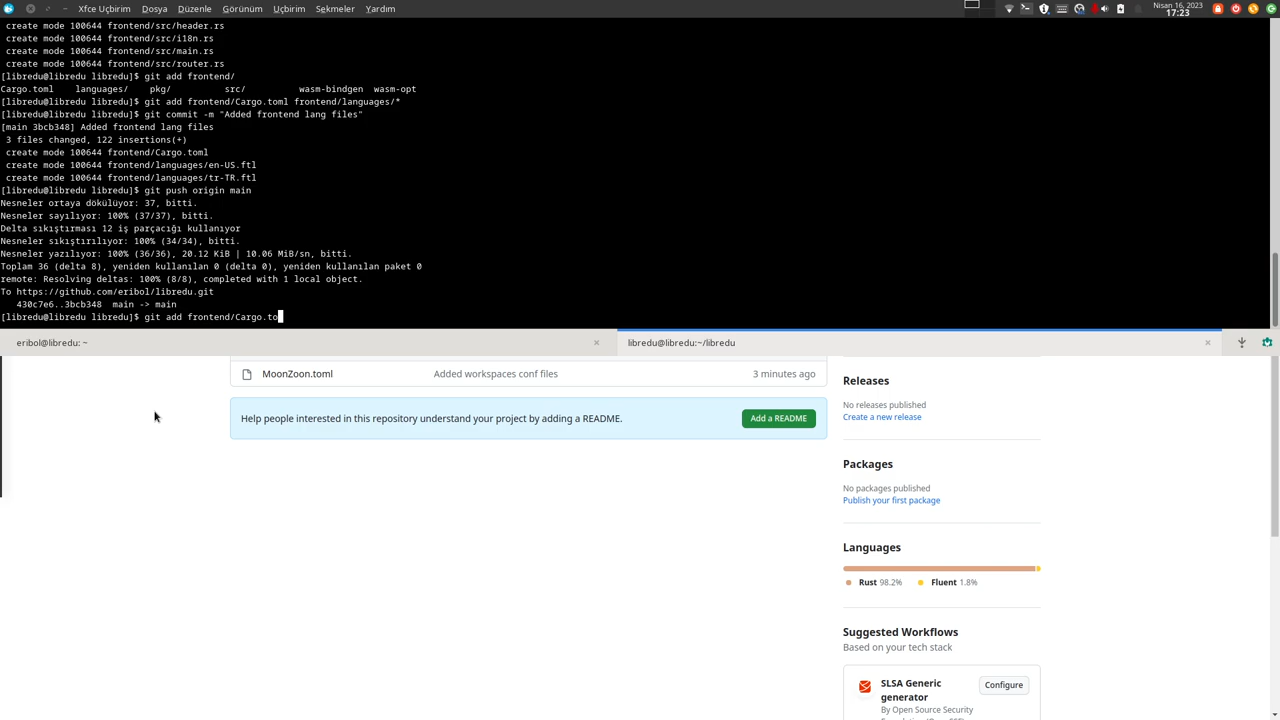 Xfce Uçbirim Dosya Düzenle Görünüm Uçbirim Sekmeler Yardım
Nisan 16, 2023
17:23
create mode 100644 frontend/src/header.rs
create mode 100644 frontend/src/i18n.rs
create mode 100644 frontend/src/main.rs
create mode 100644 frontend/src/router.rs
[libredu@libredu libredu]$ git add frontend/
Cargo.toml languages/ pkg/ src/ wasm-bindgen wasm-opt
[libredu@libredu libredu]$ git add frontend/Cargo.toml frontend/languages/*
[libredu@libredu libredu]$ git commit -m "Added frontend lang files"
[main 3bcb348] Added frontend lang files
3 files changed, 122 insertions(+)
create mode 100644 frontend/Cargo.toml
create mode 100644 frontend/languages/en-US.ftl
create mode 100644 frontend/languages/tr-TR.ftl
[libredu@libredu libredu]$ git push origin main
Nesneler ortaya dökülüyor: 37, bitti.
Nesneler sayılıyor: 100% (37/37), bitti.
Delta sıkıştırması 12 iş parçacığı kullanıyor
Nesneler sıkıştırılıyor: 100% (34/34), bitti.
Nesneler yazılıyor: 100% (36/36), 20.12 KiB | 10.06 MiB/sn, bitti.
Toplam 36 (delta 8), yeniden kullanılan 0 (delta 0), yeniden kullanılan paket 0
remote: Resolving deltas: 100% (8/8), completed with 1 local object.
To https://github.com/eribol/libredu.git
430c7e6..3bcb348 main -> main
[libredu@libredu libredu]$ git add frontend/Cargo.to
eribol@libredu: ~
libredu@libredu:~/libredu
MoonZoon.toml Added workspaces conf files 3 minutes ago
Help people interested in this repository understand your project by adding a README. Add a README
Releases
No releases published
Create a new release
Packages
No packages published
Publish your first package
Languages
Rust 98.2% Fluent 1.8%
Suggested Workflows
Based on your tech stack
SLSA Generic
generator
Configure
By Open Source Security